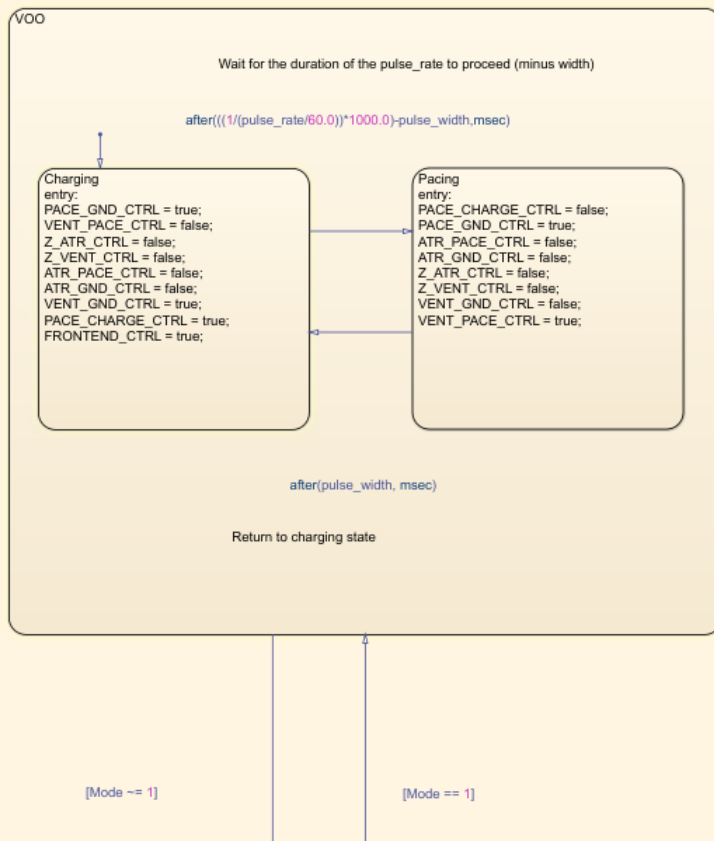 VOO
Wait for the duration of the pulse_rate to proceed (minus width)
after(((1/(pulse_rate/60.0))*1000.0)-pulse_width,msec)
Charging
entry:
PACE_GND_CTRL = true;
VENT_PACE_CTRL = false;
Z_ATR_CTRL = false;
Z_VENT_CTRL = false;
ATR_PACE_CTRL = false;
ATR_GND_CTRL = false;
VENT_GND_CTRL = true;
PACE_CHARGE_CTRL = true;
FRONTEND_CTRL = true;
Pacing
entry:
PACE_CHARGE_CTRL = false;
PACE_GND_CTRL = true;
ATR_PACE_CTRL = false;
ATR_GND_CTRL = false;
Z_ATR_CTRL = false;
Z_VENT_CTRL = false;
VENT_GND_CTRL = false;
VENT_PACE_CTRL = true;
after(pulse_width, msec)
Return to charging state
[Mode ~= 1]
[Mode == 1]